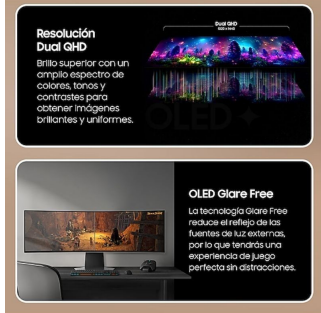 Resolución
Dual QHD
Brillo superior con un
amplio espectro de
colores, tonos y
contrastes para
obtener imágenes
brillantes y uniformes.
Dual QHD
OLED
OLED Glare Free
La tecnología Glare Free
reduce el reflejo de las
fuentes de luz externas,
por lo que tendrás una
experiencia de juego
perfecta sin distracciones.